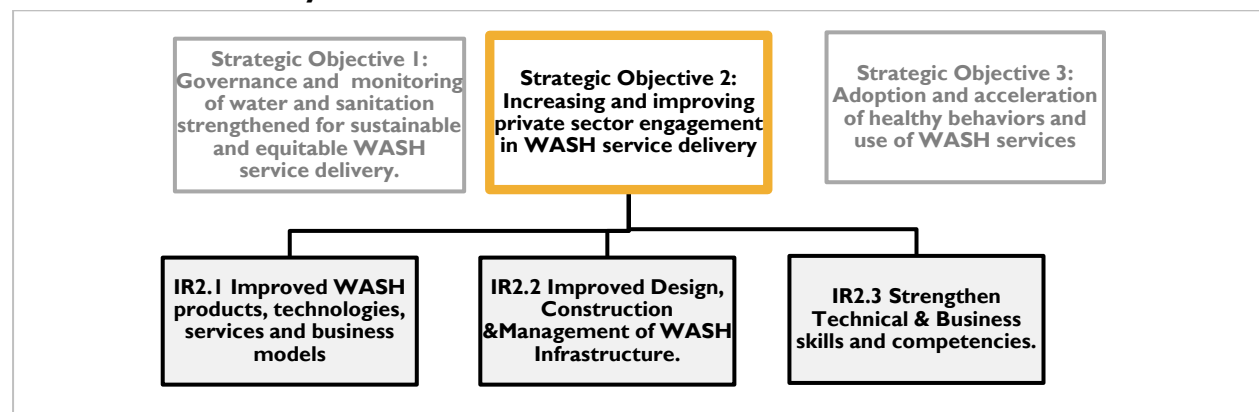 Strategic Objective 1:
Governance and monitoring
of water and sanitation
strengthened for sustainable
and equitable WASH
service delivery.
Strategic Objective 2:
Increasing and improving
private sector engagement
in WASH service delivery
Strategic Objective 3:
Adoption and acceleration
of healthy behaviors and
use of WASH services
IR2.1 Improved WASH
products, technologies,
services and business
models
IR2.2 Improved Design,
Construction
&Management of WASH
Infrastructure.
IR2.3 Strengthen
Technical & Business
skills and competencies.